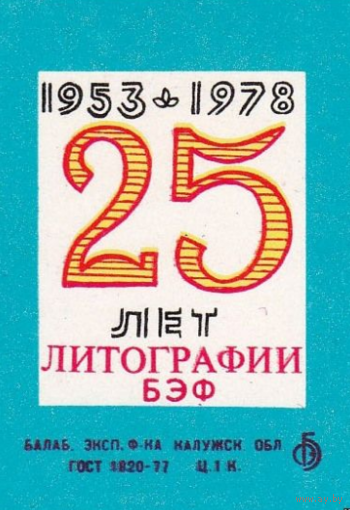 1953 1978
25
ЛЕТ
ЛИТОГРАФИИ
БЭФ
БАЛАБ. ЭКСП. Ф-КА КАЛУЖСК. ОБЛ
ГОСТ 1820-77 Ц. 1 К.